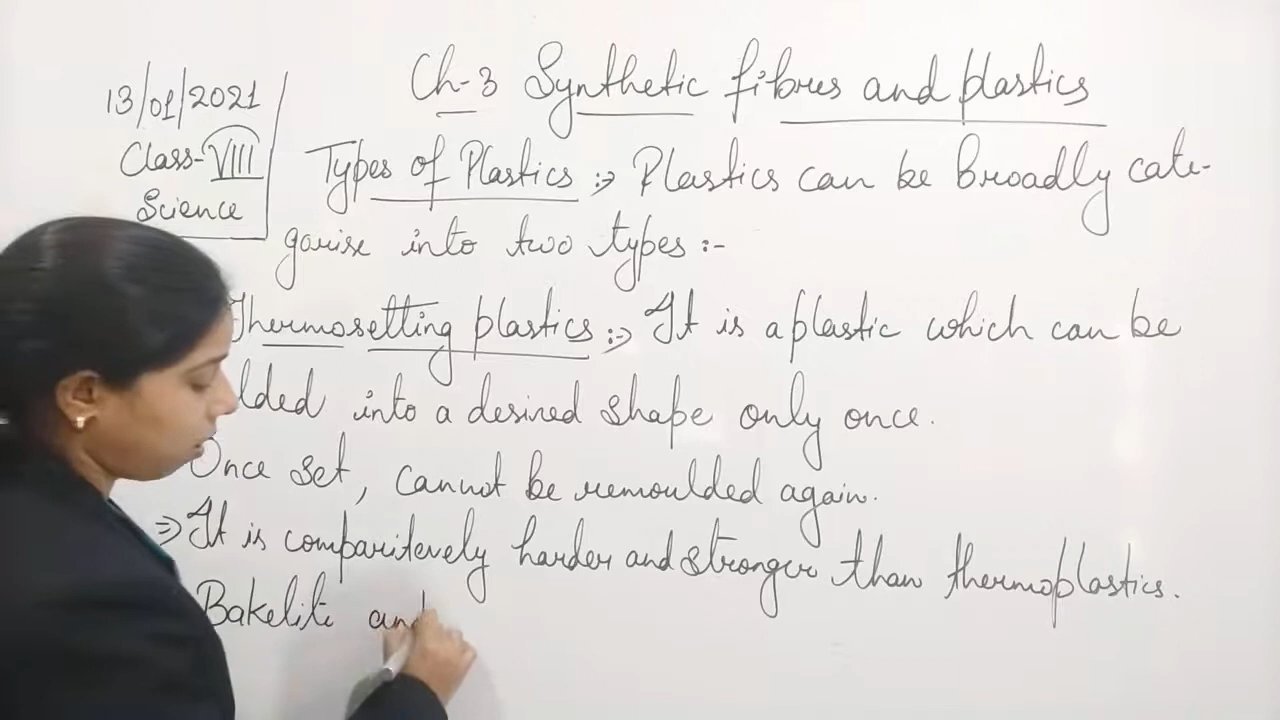 13/01/2021
Class-VIII
Science
Ch-3 Synthetic fibres and plastics
Types of Plastics :⇒ Plastics can be broadly cate-
gorise into two types :-
Thermosetting plastics :⇒ It is a plastic which can be
lded into a desired shape only once.
Once set, cannot be remoulded again.
⇒ It is comparitevely harder and stronger than thermoplastics.
Bakelite and